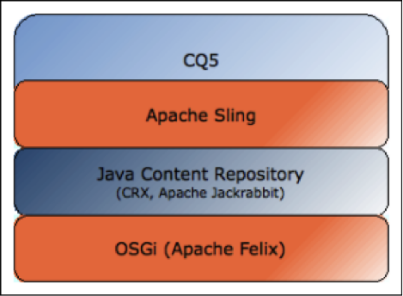 CQ5
Apache Sling
Java Content Repository
(CRX, Apache Jackrabbit)
OSGi (Apache Felix)